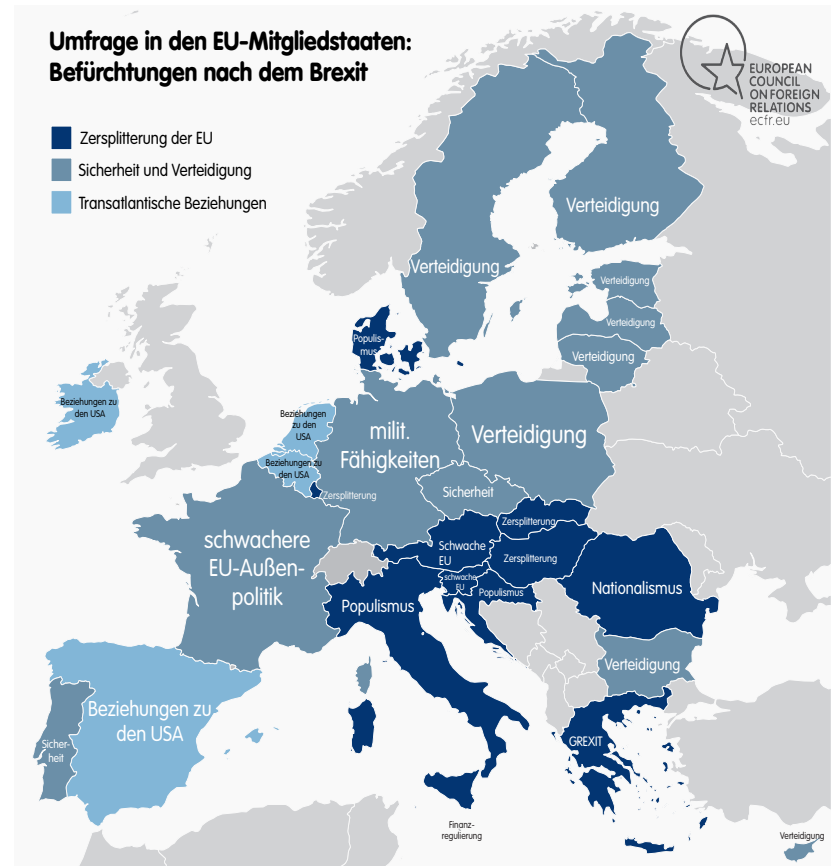 Umfrage in den EU-Mitgliedstaaten:
Befürchtungen nach dem Brexit
EUROPEAN
COUNCIL
ON FOREIGN
RELATIONS
ecfr.eu
Zersplitterung der EU
Sicherheit und Verteidigung
Transatlantische Beziehungen
Verteidigung
Verteidigung
Verteidigung
Verteidigung
Verteidigung
Populis-
mus
Beziehungen zu
den USA
Beziehungen
zu den
USA
Beziehungen zu
den USA
milit.
Fähigkeiten
Verteidigung
Zersplitterung
Sicherheit
Zersplitterung
schwachere
EU-Außen-
politik
Schwache
EU
Zersplitterung
schwache
EU
Populismus
Populismus
Nationalismus
Verteidigung
Beziehungen zu
den USA
Sicher-
heit
GREXIT
Finanz-
regulierung
Verteidigung